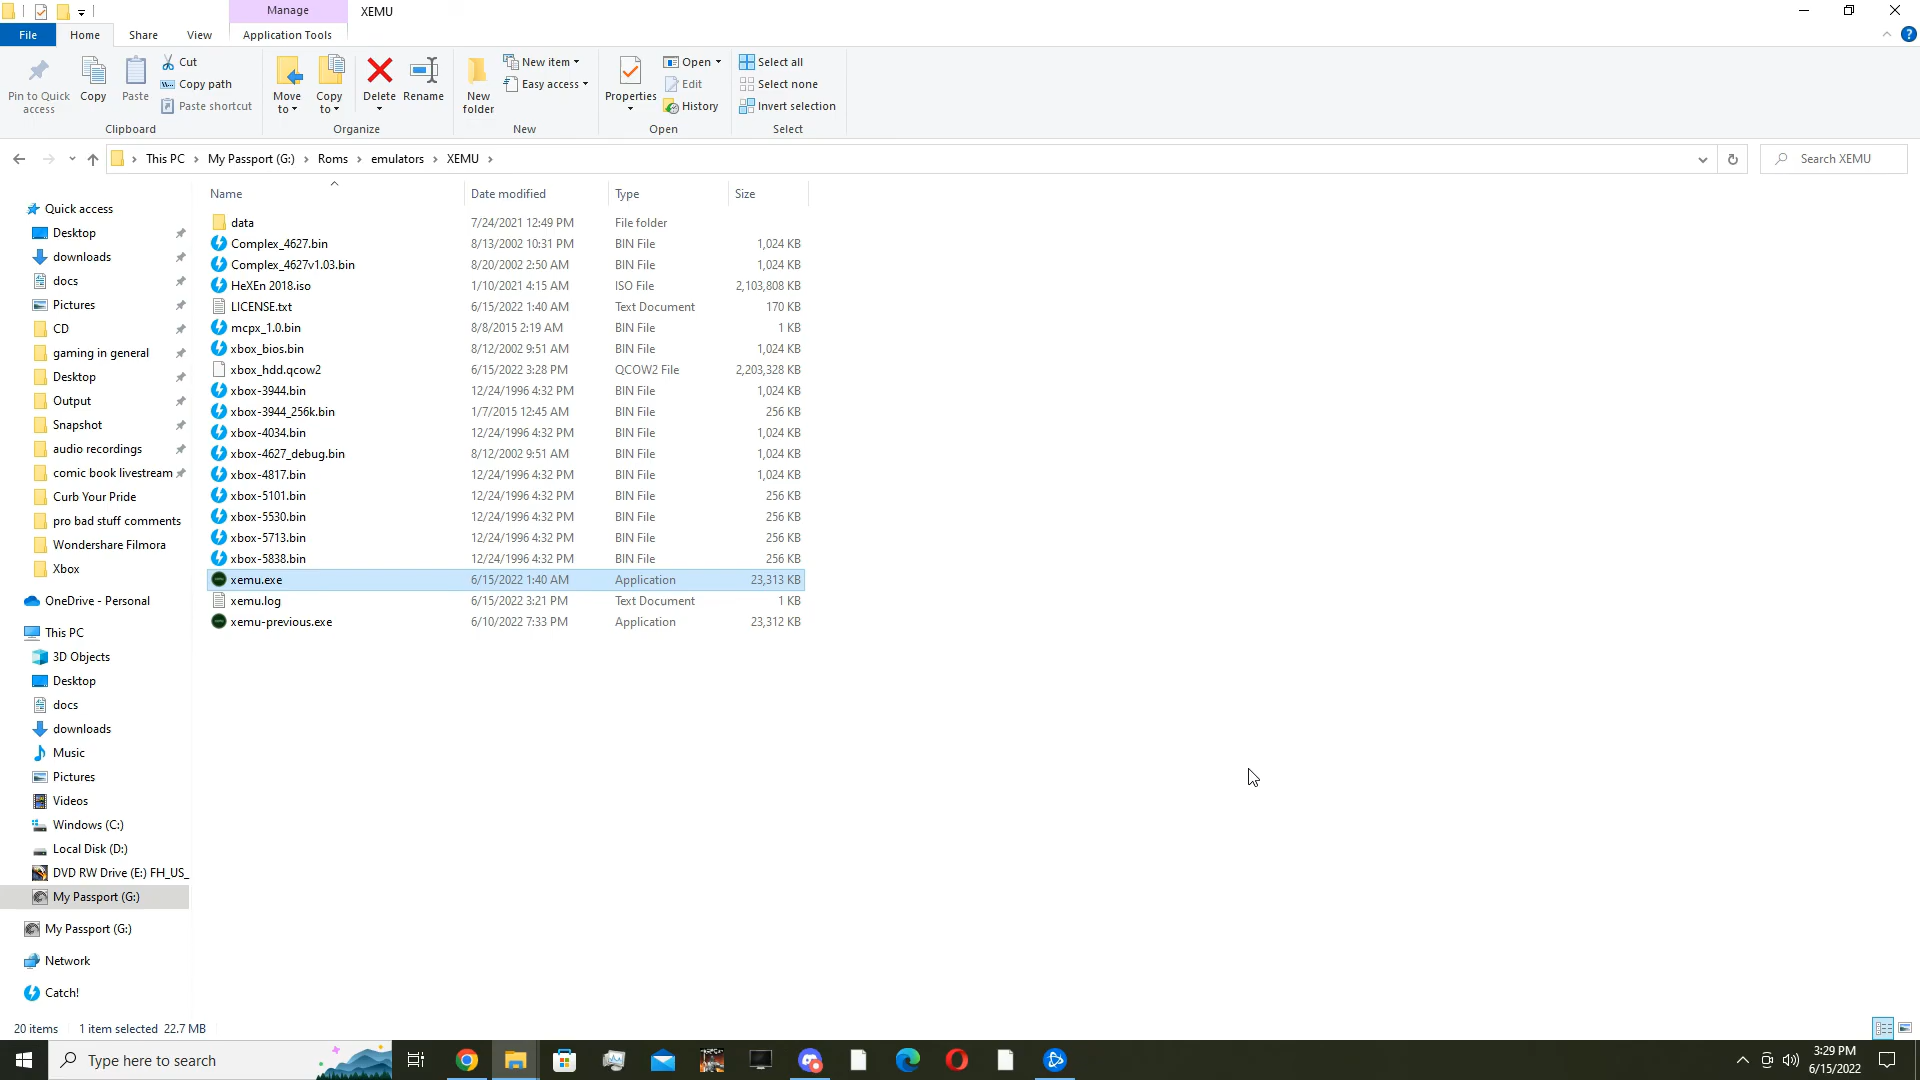 Manage XEMU
File Home Share View Application Tools
Pin to Quick access
Copy
Paste
Cut
Copy path
Paste shortcut
Clipboard
Move to
Copy to
Delete
Rename
Organize
New folder
New item
Easy access
New
Properties
Open
Edit
History
Open
Select all
Select none
Invert selection
Select
This PC My Passport (G:) Roms emulators XEMU
Search XEMU
Name Date modified Type Size
data 7/24/2021 12:49 PM File folder
Complex_4627.bin 8/13/2002 10:31 PM BIN File 1,024 KB
Complex_4627v1.03.bin 8/20/2002 2:50 AM BIN File 1,024 KB
HeXEn 2018.iso 1/10/2021 4:15 AM ISO File 2,103,808 KB
LICENSE.txt 6/15/2022 1:40 AM Text Document 170 KB
mcpx_1.0.bin 8/8/2015 2:19 AM BIN File 1 KB
xbox_bios.bin 8/12/2002 9:51 AM BIN File 1,024 KB
xbox_hdd.qcow2 6/15/2022 3:28 PM QCOW2 File 2,203,328 KB
xbox-3944.bin 12/24/1996 4:32 PM BIN File 1,024 KB
xbox-3944_256k.bin 1/7/2015 12:45 AM BIN File 256 KB
xbox-4034.bin 12/24/1996 4:32 PM BIN File 1,024 KB
xbox-4627_debug.bin 8/12/2002 9:51 AM BIN File 1,024 KB
xbox-4817.bin 12/24/1996 4:32 PM BIN File 1,024 KB
xbox-5101.bin 12/24/1996 4:32 PM BIN File 256 KB
xbox-5530.bin 12/24/1996 4:32 PM BIN File 256 KB
xbox-5713.bin 12/24/1996 4:32 PM BIN File 256 KB
xbox-5838.bin 12/24/1996 4:32 PM BIN File 256 KB
xemu.exe 6/15/2022 1:40 AM Application 23,313 KB
xemu.log 6/15/2022 3:21 PM Text Document 1 KB
xemu-previous.exe 6/10/2022 7:33 PM Application 23,312 KB
Quick access
Desktop
downloads
docs
Pictures
CD
gaming in general
Desktop
Output
Snapshot
audio recordings
comic book livestream
Curb Your Pride
pro bad stuff comments
Wondershare Filmora
Xbox
OneDrive - Personal
This PC
3D Objects
Desktop
docs
downloads
Music
Pictures
Videos
Windows (C:)
Local Disk (D:)
DVD RW Drive (E:) FH_US_
My Passport (G:)
My Passport (G:)
Network
Catch!
20 items 1 item selected 22.7 MB
Type here to search
3:29 PM
6/15/2022